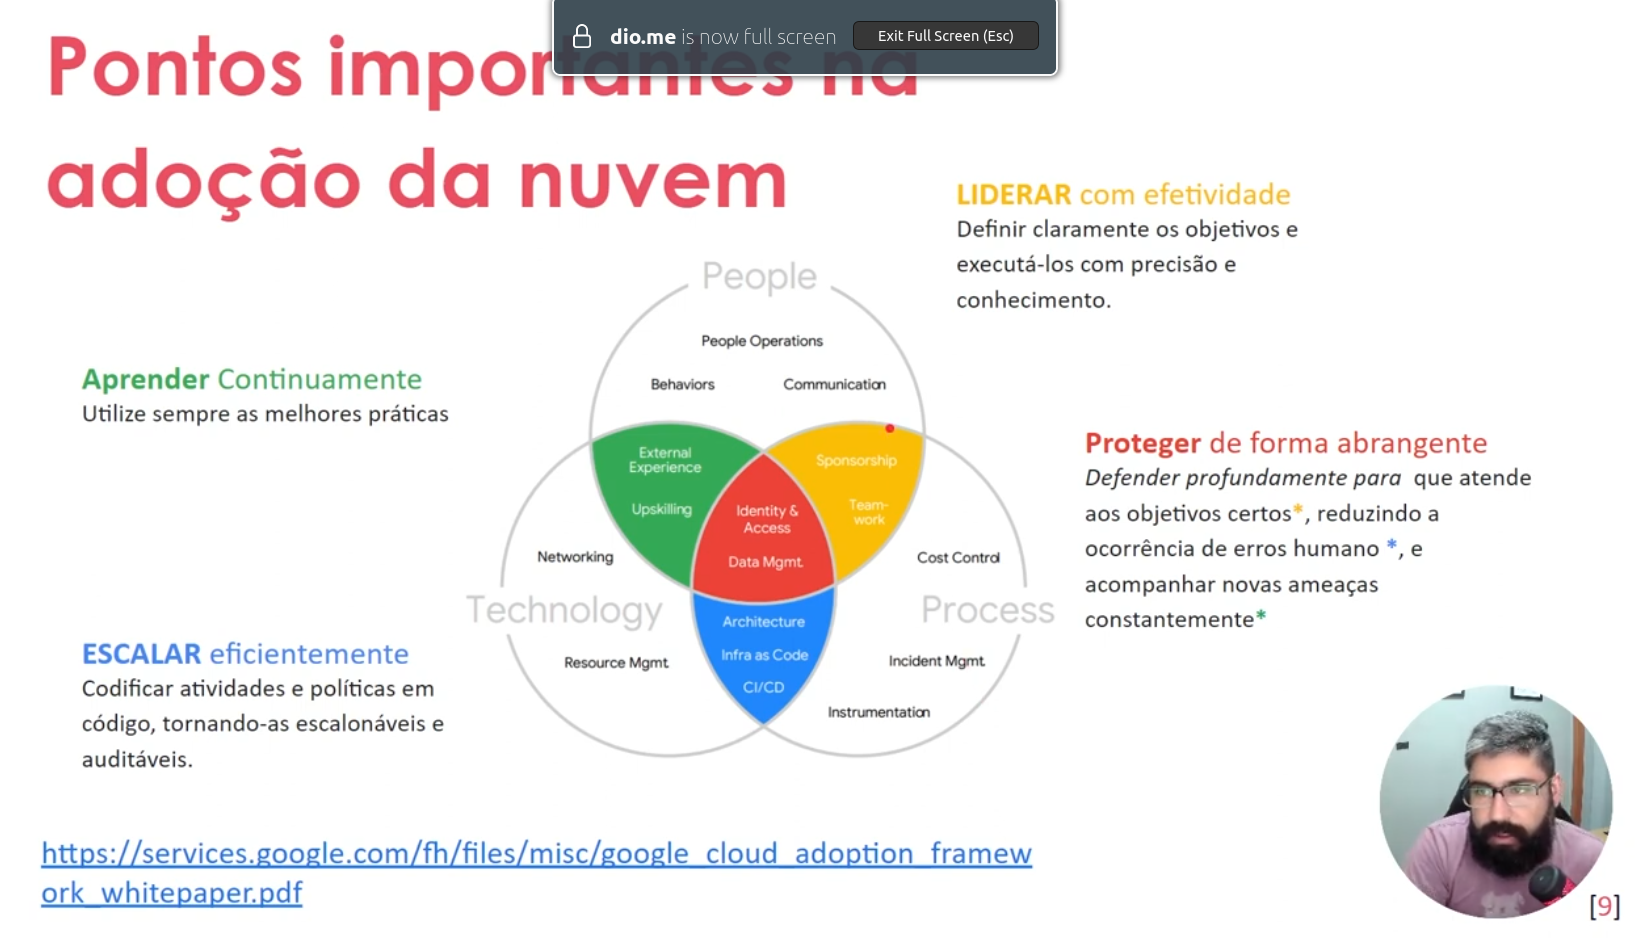 dio.me is now full screen
Exit Full Screen (Esc)
Pontos importantes na
adoção da nuvem
LIDERAR com efetividade
Definir claramente os objetivos e
executá-los com precisão e
conhecimento.
Aprender Continuamente
Utilize sempre as melhores práticas
Proteger de forma abrangente
Defender profundamente para que atende
aos objetivos certos*, reduzindo a
ocorrência de erros humano *, e
acompanhar novas ameaças
constantemente*
ESCALAR eficientemente
Codificar atividades e políticas em
código, tornando-as escalonáveis e
auditáveis.
People
People Operations
Behaviors
Communication
External
Experience
Upskilling
Sponsorship
Team-
work
Identity &
Access
Data Mgmt.
Networking
Cost Control
Technology
Process
Architecture
Infra as Code
CI/CD
Resource Mgmt.
Incident Mgmt.
Instrumentation
https://services.google.com/fh/files/misc/google_cloud_adoption_framew
ork_whitepaper.pdf
[9]